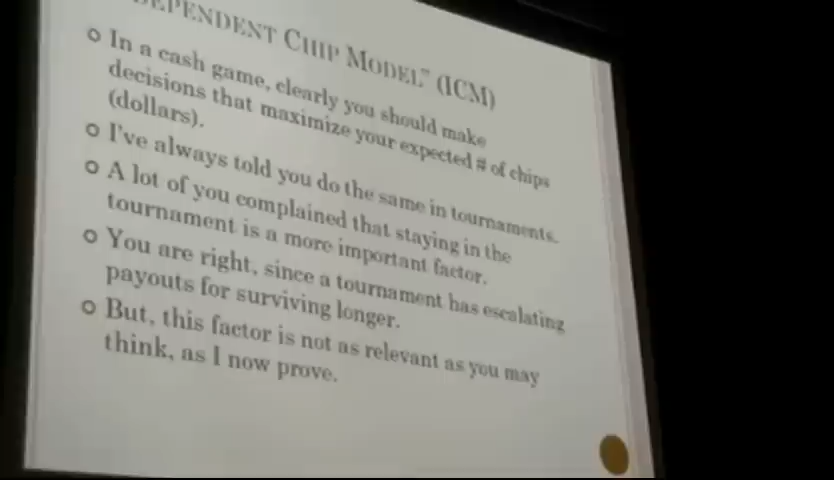 DEPENDENT CHIP MODEL" (ICM)
o In a cash game, clearly you should make
decisions that maximize your expected # of chips
(dollars).
o I've always told you do the same in tournaments.
o A lot of you complained that staying in the
tournament is a more important factor.
o You are right, since a tournament has escalating
payouts for surviving longer.
o But, this factor is not as relevant as you may
think, as I now prove.